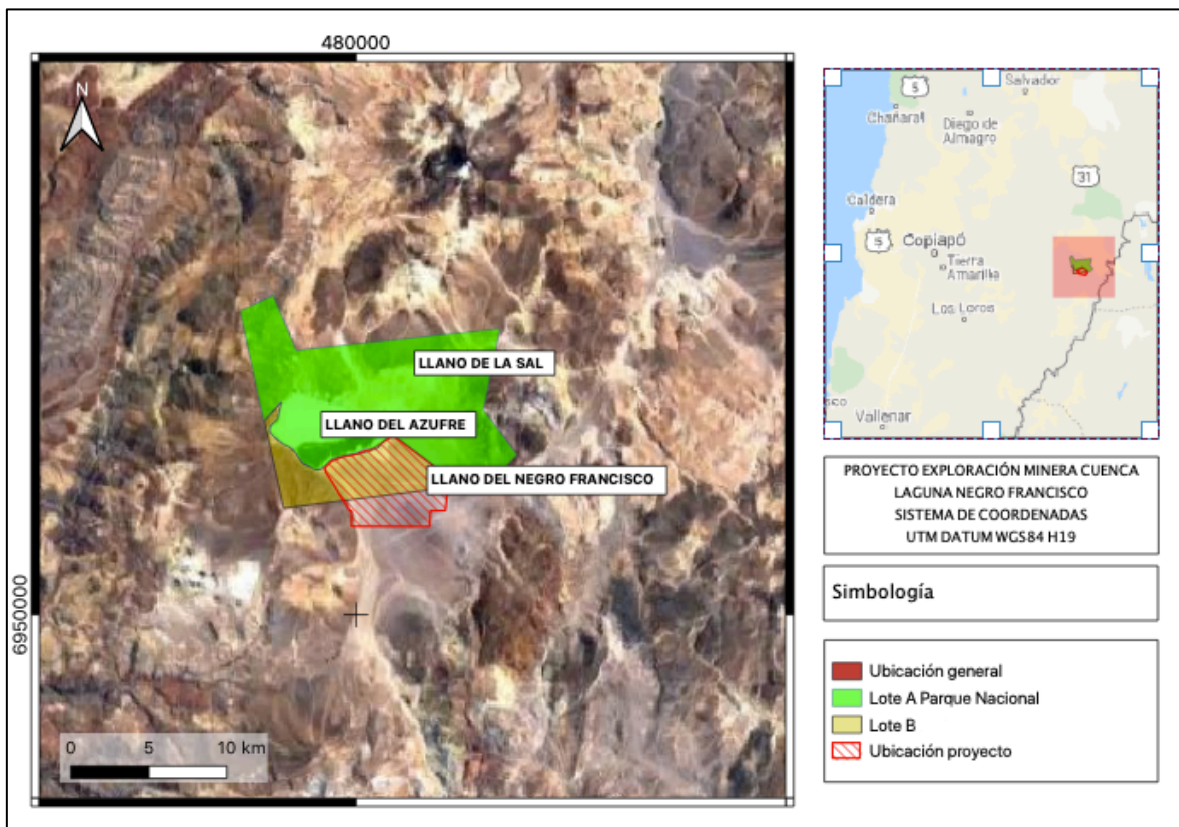 480000
N
LLANO DE LA SAL
LLANO DEL AZUFRE
LLANO DEL NEGRO FRANCISCO
6950000
0 5 10 km
5
Salvador
Chañaral
Diego de
Almagro
31
Caldera
5
Copiapó
Tierra
Amarilla
Los Loros
sco
Vallenar
PROYECTO EXPLORACIÓN MINERA CUENCA
LAGUNA NEGRO FRANCISCO
SISTEMA DE COORDENADAS
UTM DATUM WGS84 H19
Simbología
Ubicación general
Lote A Parque Nacional
Lote B
Ubicación proyecto